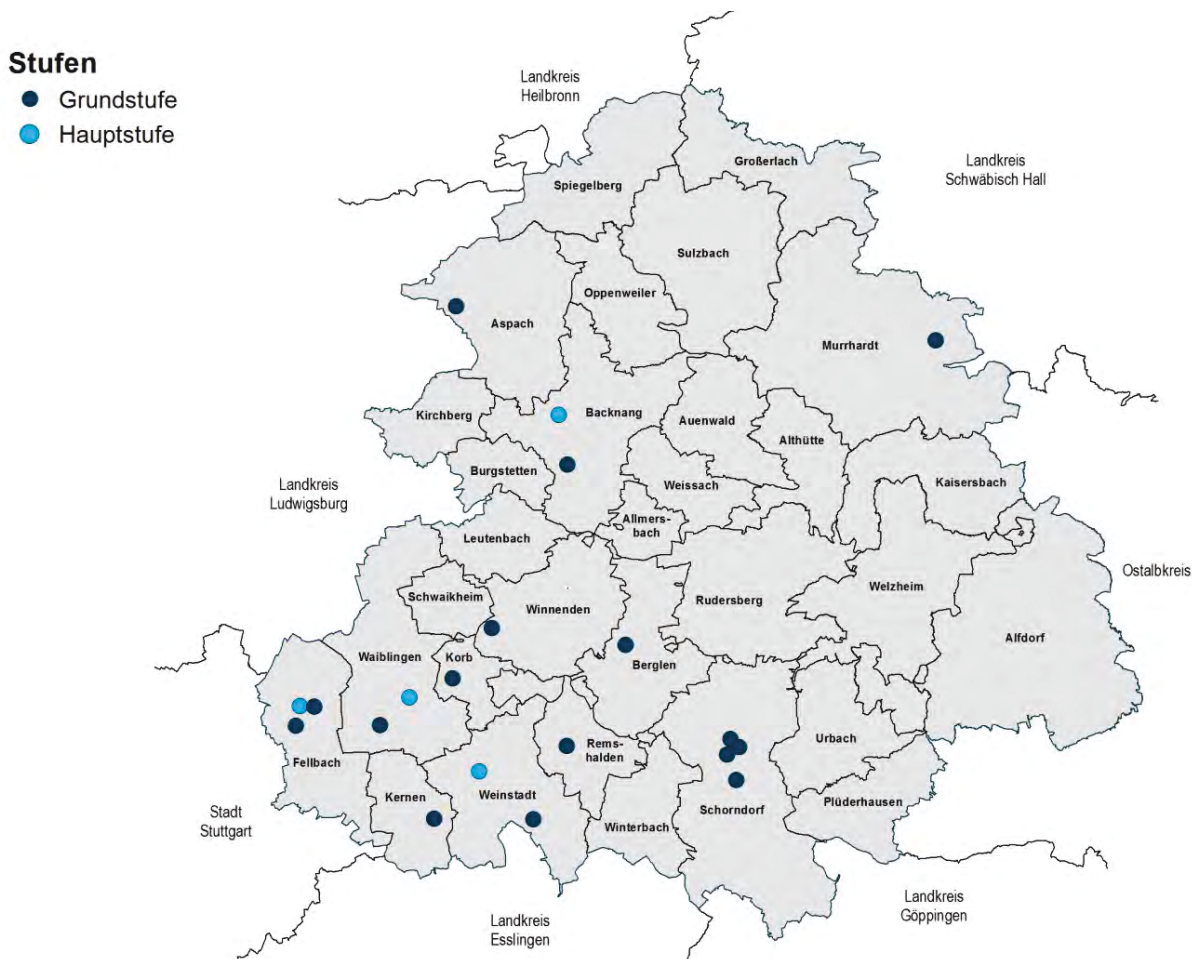 Stufen
Grundstufe
Hauptstufe
Landkreis
Heilbronn
Landkreis
Schwäbisch Hall
Großerlach
Spiegelberg
Sulzbach
Oppenweiler
Aspach
Murrhardt
Kirchberg
Backnang
Auenwald
Althütte
Burgstetten
Weissach
Kaisersbach
Landkreis
Ludwigsburg
Allmers-
bach
Leutenbach
Ostalbkreis
Schwaikheim
Winnenden
Rudersberg
Welzheim
Alfdorf
Waiblingen
Korb
Berglen
Urbach
Rems-
halden
Fellbach
Kernen
Weinstadt
Schorndorf
Plüderhausen
Stadt
Stuttgart
Winterbach
Landkreis
Esslingen
Landkreis
Göppingen